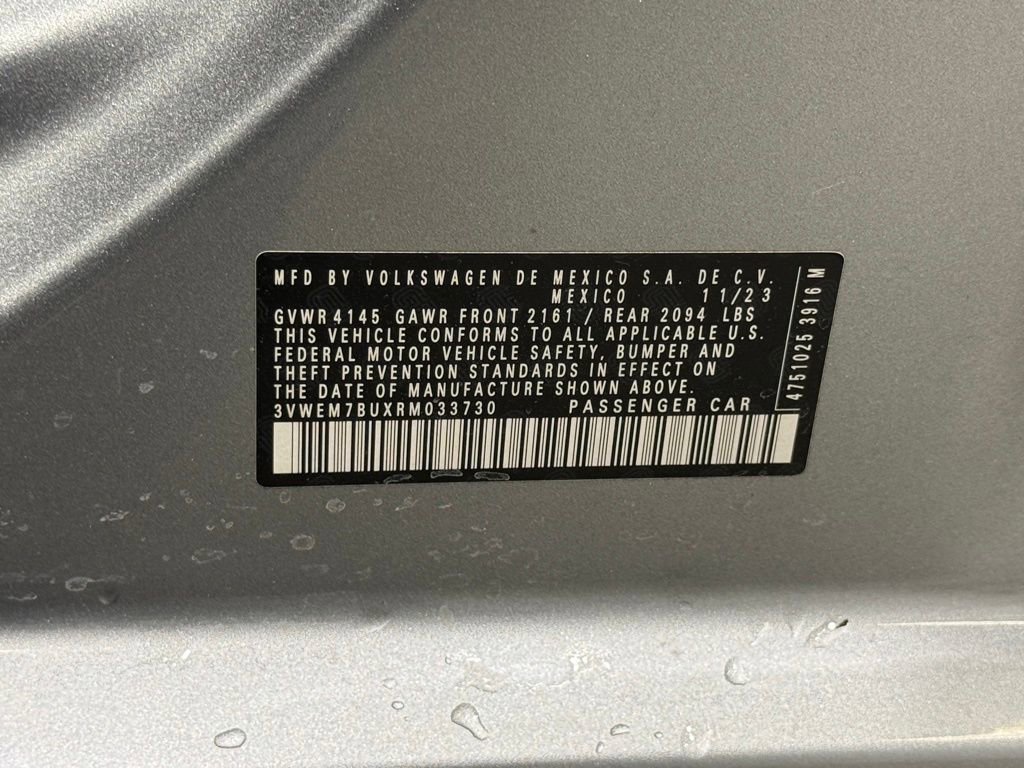 MFD BY VOLKSWAGEN DE MEXICO S.A. DE C.V.
MEXICO 11/23
GVWR 4145 GAWR FRONT 2161 / REAR 2094 LBS
THIS VEHICLE CONFORMS TO ALL APPLICABLE U.S.
FEDERAL MOTOR VEHICLE SAFETY, BUMPER AND
THEFT PREVENTION STANDARDS IN EFFECT ON
THE DATE OF MANUFACTURE SHOWN ABOVE.
3VWEM7BUXRM033730 PASSENGER CAR
4751025 3916 M